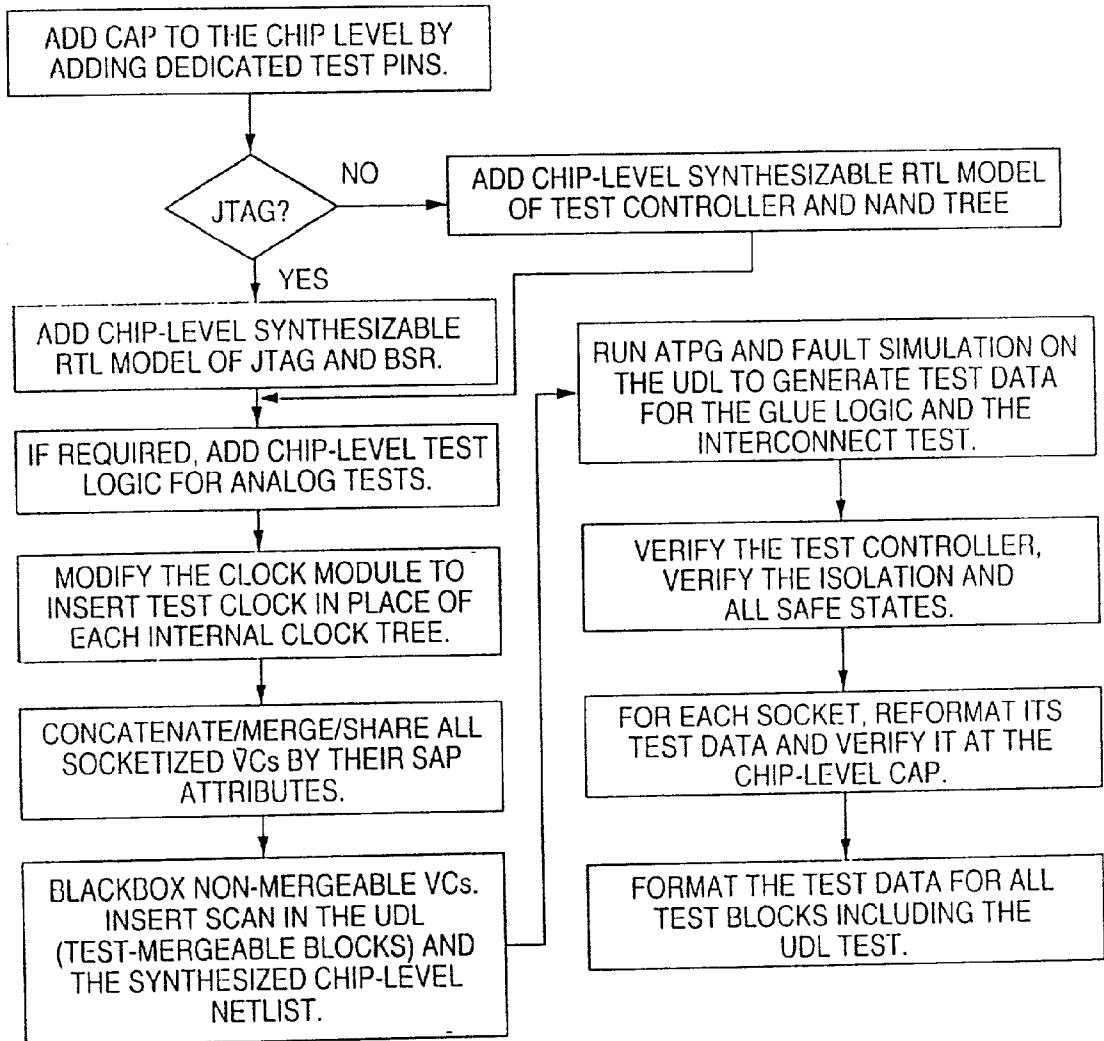 ADD CAP TO THE CHIP LEVEL BY
ADDING DEDICATED TEST PINS.
JTAG?
NO
ADD CHIP-LEVEL SYNTHESIZABLE RTL MODEL
OF TEST CONTROLLER AND NAND TREE
YES
ADD CHIP-LEVEL SYNTHESIZABLE
RTL MODEL OF JTAG AND BSR.
IF REQUIRED, ADD CHIP-LEVEL TEST
LOGIC FOR ANALOG TESTS.
MODIFY THE CLOCK MODULE TO
INSERT TEST CLOCK IN PLACE OF
EACH INTERNAL CLOCK TREE.
CONCATENATE/MERGE/SHARE ALL
SOCKETIZED VCs BY THEIR SAP
ATTRIBUTES.
BLACKBOX NON-MERGEABLE VCs.
INSERT SCAN IN THE UDL
(TEST-MERGEABLE BLOCKS) AND
THE SYNTHESIZED CHIP-LEVEL
NETLIST.
RUN ATPG AND FAULT SIMULATION ON
THE UDL TO GENERATE TEST DATA
FOR THE GLUE LOGIC AND THE
INTERCONNECT TEST.
VERIFY THE TEST CONTROLLER,
VERIFY THE ISOLATION AND
ALL SAFE STATES.
FOR EACH SOCKET, REFORMAT ITS
TEST DATA AND VERIFY IT AT THE
CHIP-LEVEL CAP.
FORMAT THE TEST DATA FOR ALL
TEST BLOCKS INCLUDING THE
UDL TEST.